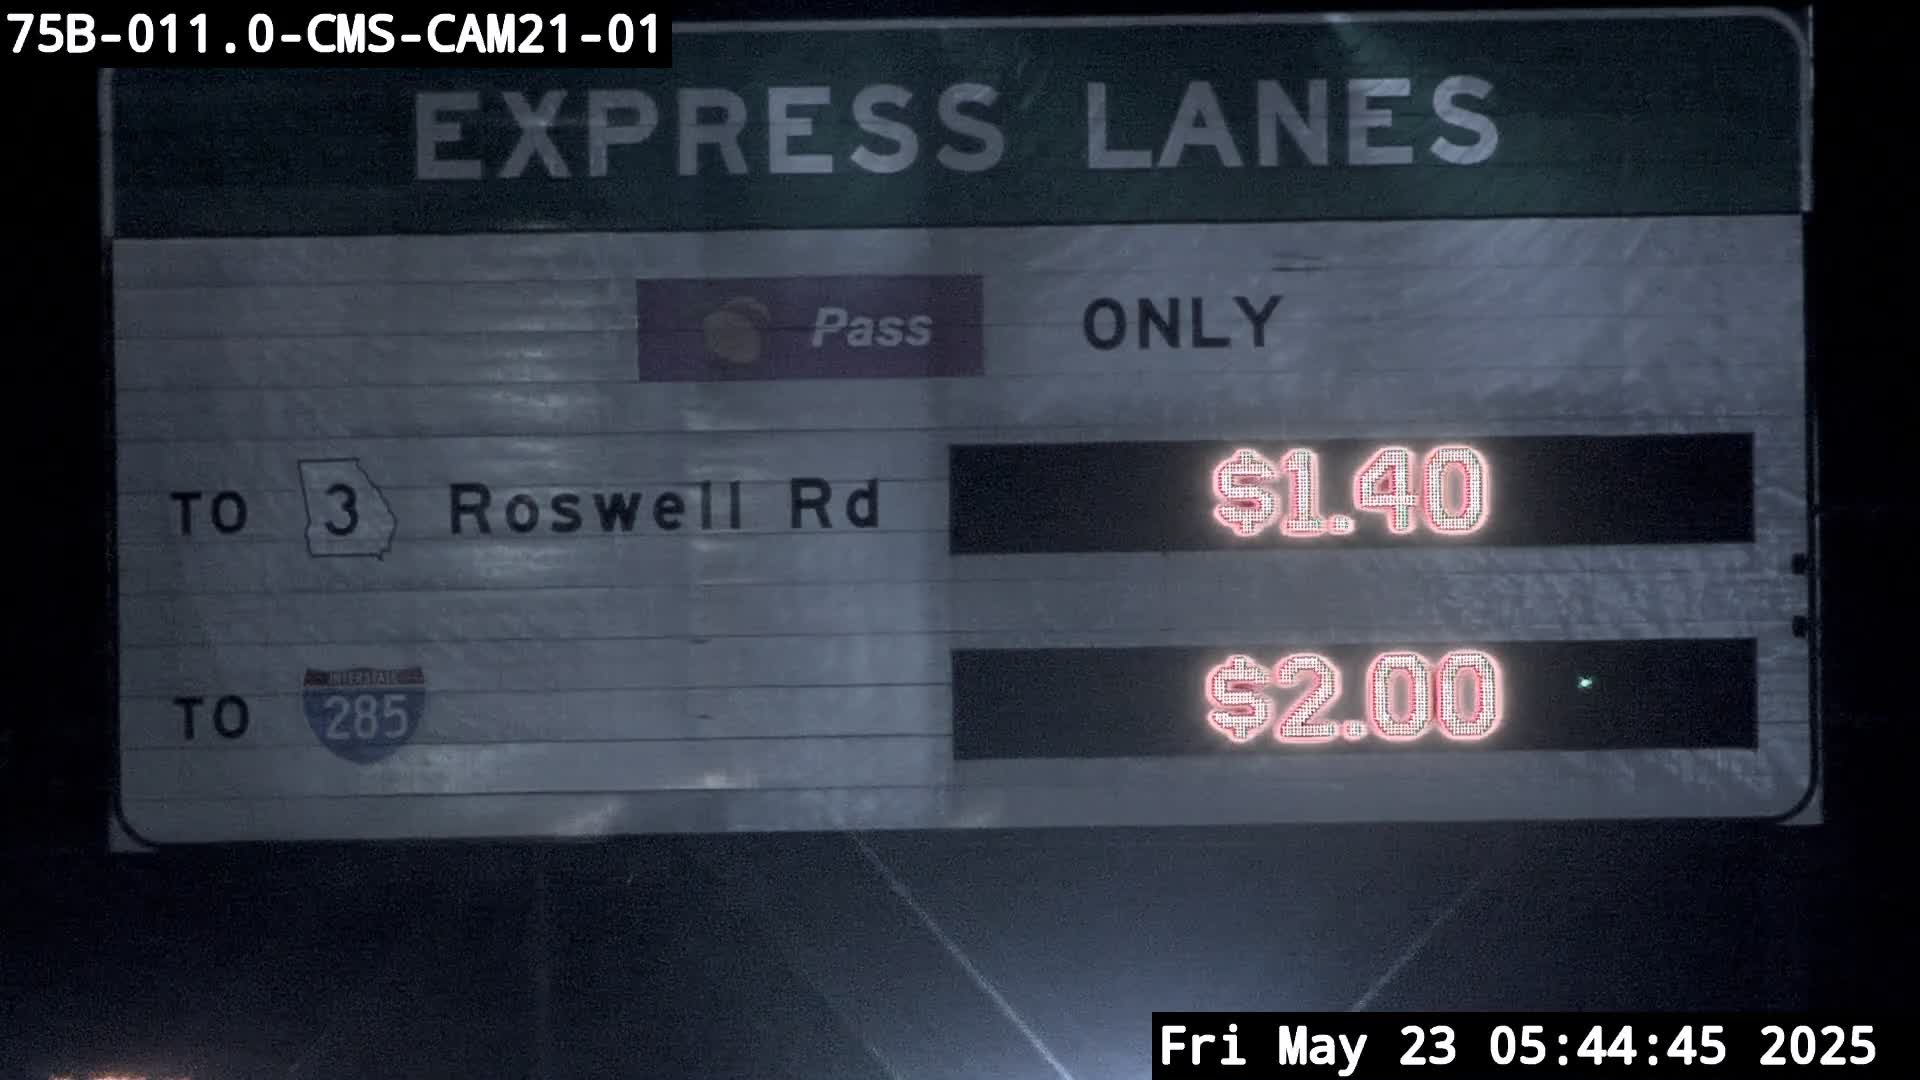 75B-011.0-CMS-CAM21-01
EXPRESS LANES
Pass ONLY
TO 3 Roswell Rd $1.40
TO INTERSTATE 285 $2.00
Fri May 23 05:44:45 2025